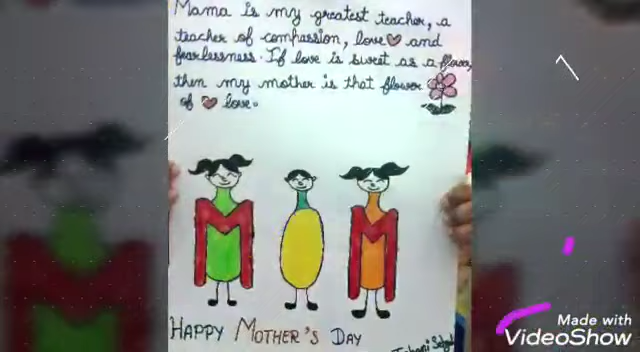 Mama is my greatest teacher, a
teacher of compassion, love and
fearlessness. If love is sweet as a flower,
then my mother is that flower
of love.
HAPPY MOTHER'S DAY
Made with
VideoShow